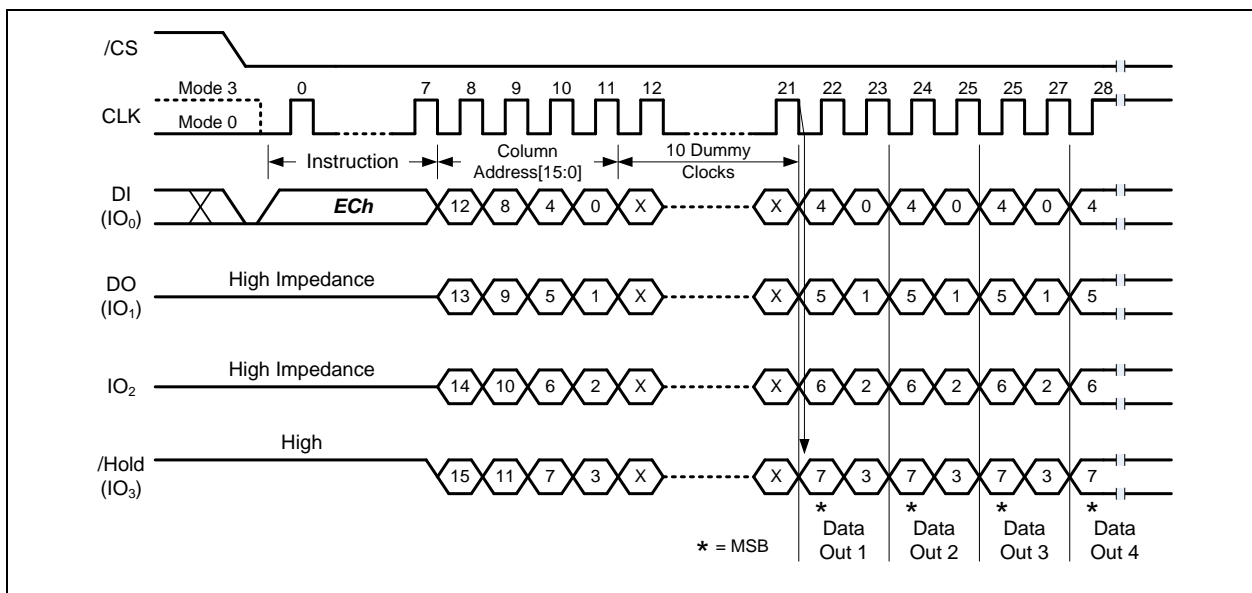 /CS
Mode 3 0 7 8 9 10 11 12 21 22 23 24 25 25 27 28
CLK
Mode 0
Instruction Column Address[15:0] 10 Dummy Clocks
DI (IO0) ECh 12 8 4 0 X X 4 0 4 0 4 0 4
DO (IO1) High Impedance 13 9 5 1 X X 5 1 5 1 5 1 5
IO2 High Impedance 14 10 6 2 X X 6 2 6 2 6 2 6
High
/Hold (IO3) 15 11 7 3 X X 7 3 7 3 7 3 7
* * * *
* = MSB Data Out 1 Data Out 2 Data Out 3 Data Out 4